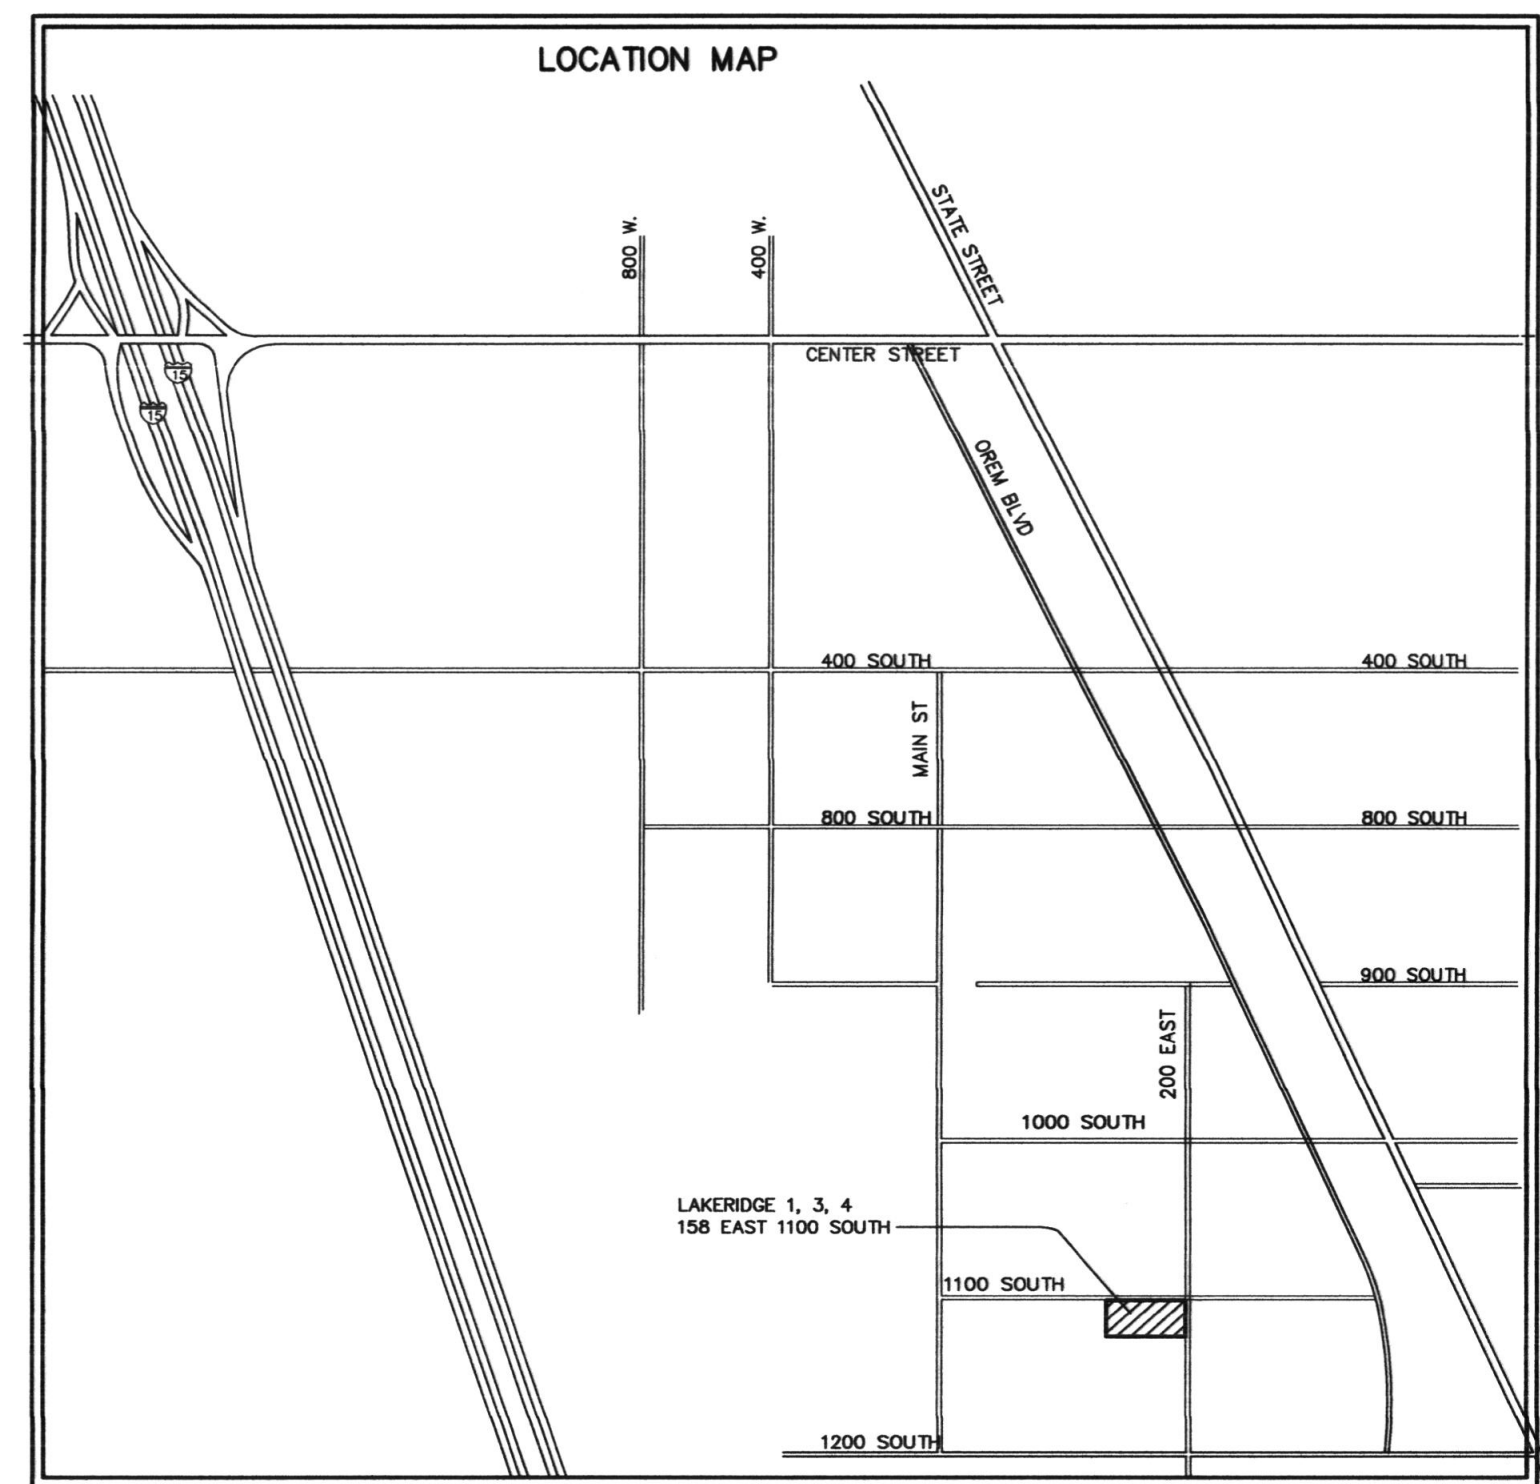 LOCATION MAP
STATE STREET
800 W.
400 W.
CENTER STREET
15
15
OREM BLVD
400 SOUTH
400 SOUTH
MAIN ST
800 SOUTH
800 SOUTH
900 SOUTH
200 EAST
1000 SOUTH
LAKERIDGE 1, 3, 4
158 EAST 1100 SOUTH
1100 SOUTH
1200 SOUTH